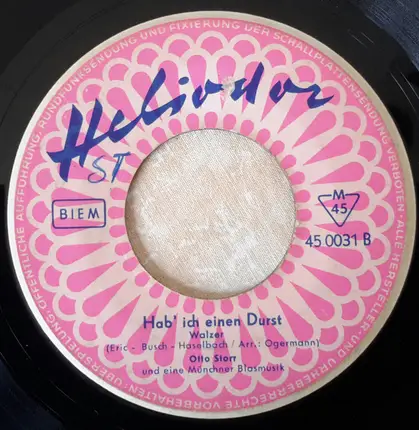 ÖFFENTLICHE AUFFÜHRUNG · RUNDFUNKSENDUNG UND FIXIERUNG DER SCHALLPLATTENSENDUNG VERBOTEN · ALLE HERSTELLER- UND URHEBERRECHTE VORBEHALTEN · ÜBERSPIELUNG ·
Heliodor
ST
BIEM
M
45
45 0031 B
Hab' ich einen Durst
Walzer
(Eric - Busch - Haselbach / Arr.: Ogermann)
Otto Storr
und eine Münchner Blasmusik